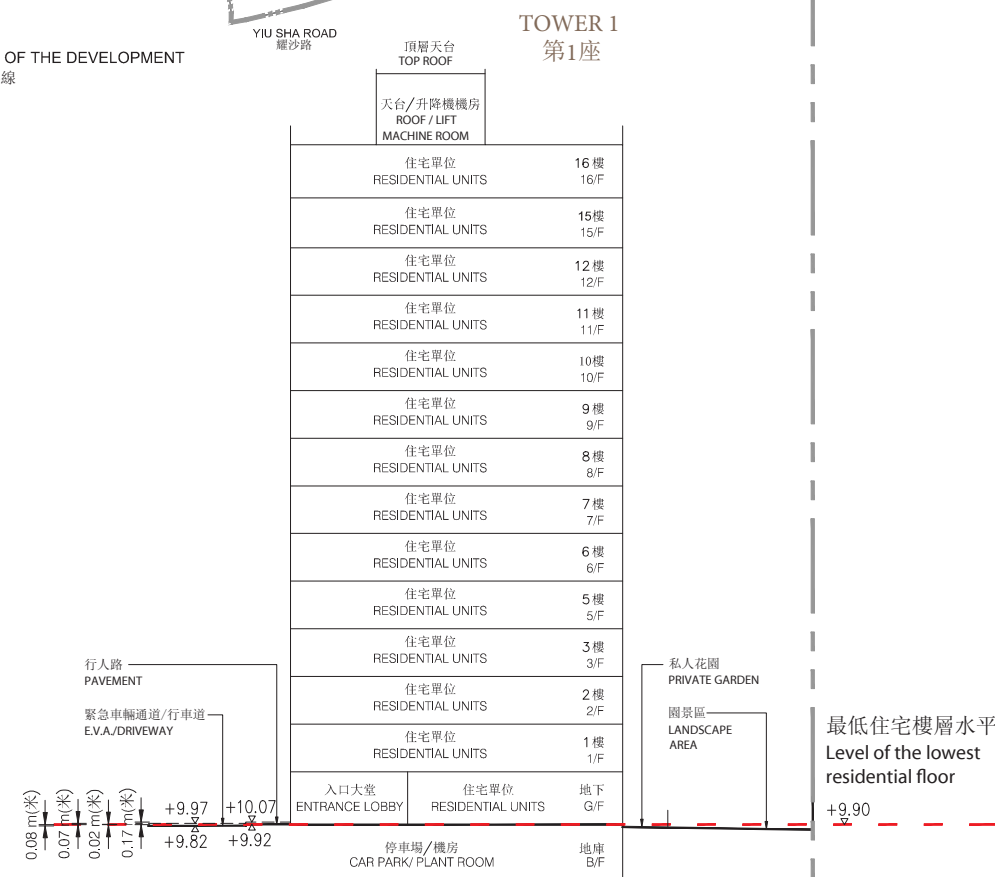 YIU SHA ROAD
耀沙路
TOWER 1
第1座
OF THE DEVELOPMENT
線
頂層天台
TOP ROOF
天台/升降機機房
ROOF / LIFT
MACHINE ROOM
住宅單位 16樓
RESIDENTIAL UNITS 16/F
住宅單位 15樓
RESIDENTIAL UNITS 15/F
住宅單位 12樓
RESIDENTIAL UNITS 12/F
住宅單位 11樓
RESIDENTIAL UNITS 11/F
住宅單位 10樓
RESIDENTIAL UNITS 10/F
住宅單位 9樓
RESIDENTIAL UNITS 9/F
住宅單位 8樓
RESIDENTIAL UNITS 8/F
住宅單位 7樓
RESIDENTIAL UNITS 7/F
住宅單位 6樓
RESIDENTIAL UNITS 6/F
住宅單位 5樓
RESIDENTIAL UNITS 5/F
住宅單位 3樓
RESIDENTIAL UNITS 3/F
住宅單位 2樓
RESIDENTIAL UNITS 2/F
住宅單位 1樓
RESIDENTIAL UNITS 1/F
入口大堂 住宅單位 地下
ENTRANCE LOBBY RESIDENTIAL UNITS G/F
停車場/機房 地庫
CAR PARK/ PLANT ROOM B/F
行人路
PAVEMENT
緊急車輛通道/行車道
E.V.A./DRIVEWAY
私人花園
PRIVATE GARDEN
園景區
LANDSCAPE
AREA
最低住宅樓層水平
Level of the lowest
residential floor
+9.90
0.08 m(米)
0.07 m(米)
0.02 m(米)
0.17 m(米)
+9.97 +10.07
+9.82 +9.92